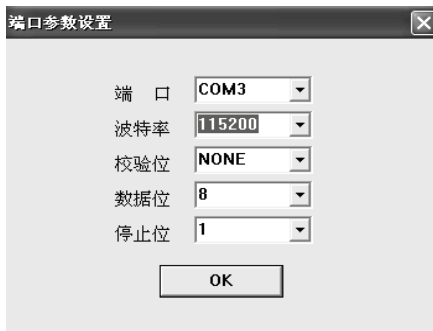 端口参数设置
端 口 COM3
波特率 115200
校验位 NONE
数据位 8
停止位 1
OK